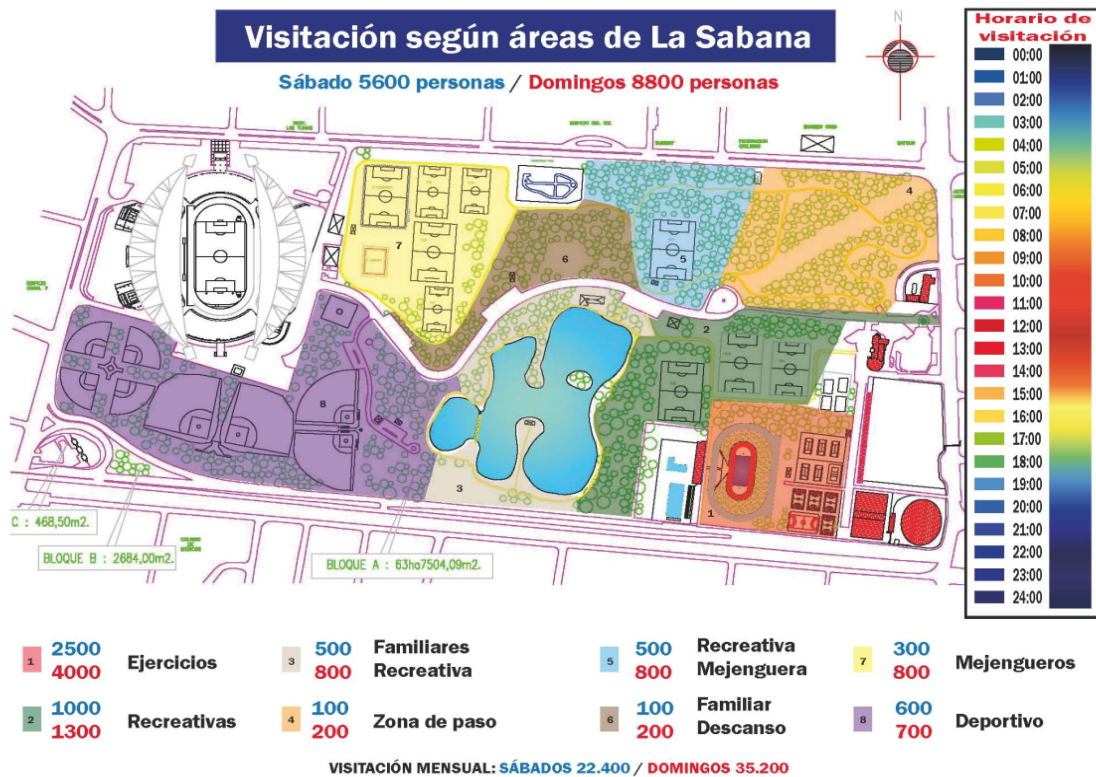 Visitación según áreas de La Sabana
Sábado 5600 personas / Domingos 8800 personas
N
Horario de
visitación
00:00
01:00
02:00
03:00
04:00
05:00
06:00
07:00
08:00
09:00
10:00
11:00
12:00
13:00
14:00
15:00
16:00
17:00
18:00
19:00
20:00
21:00
22:00
23:00
24:00
4
7
6
5
2
8
3
1
C : 468,50m2.
BLOQUE B : 2684,00m2.
BLOQUE A : 63ha7504,09m2.
1 2500 4000 Ejercicios
3 500 800 Familiares Recreativa
5 500 800 Recreativa Mejenguera
7 300 800 Mejengueros
2 1000 1300 Recreativas
4 100 200 Zona de paso
6 100 200 Familiar Descanso
8 600 700 Deportivo
VISITACIÓN MENSUAL: SÁBADOS 22.400 / DOMINGOS 35.200